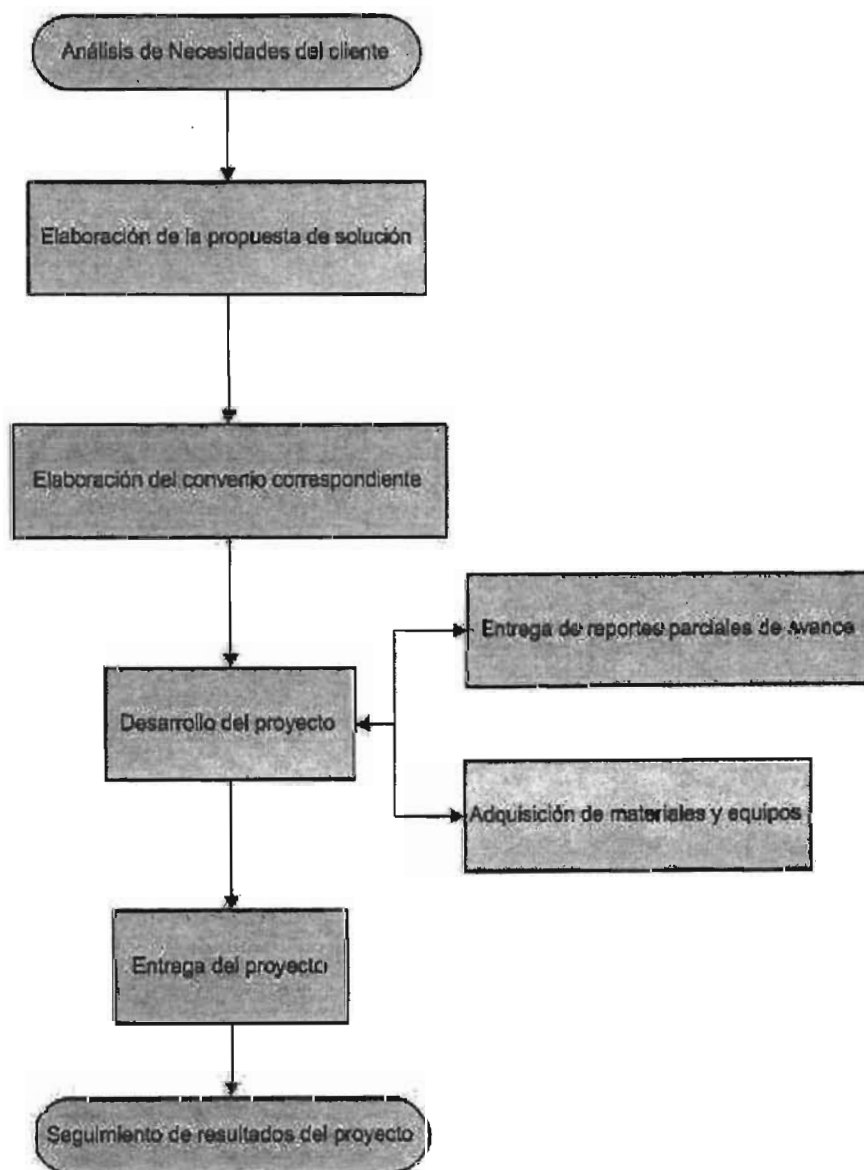 Análisis de Necesidades del cliente
Elaboración de la propuesta de solución
Elaboración del convenio correspondiente
Entrega de reportes parciales de avance
Desarrollo del proyecto
Adquisición de materiales y equipos
Entrega del proyecto
Seguimiento de resultados del proyecto